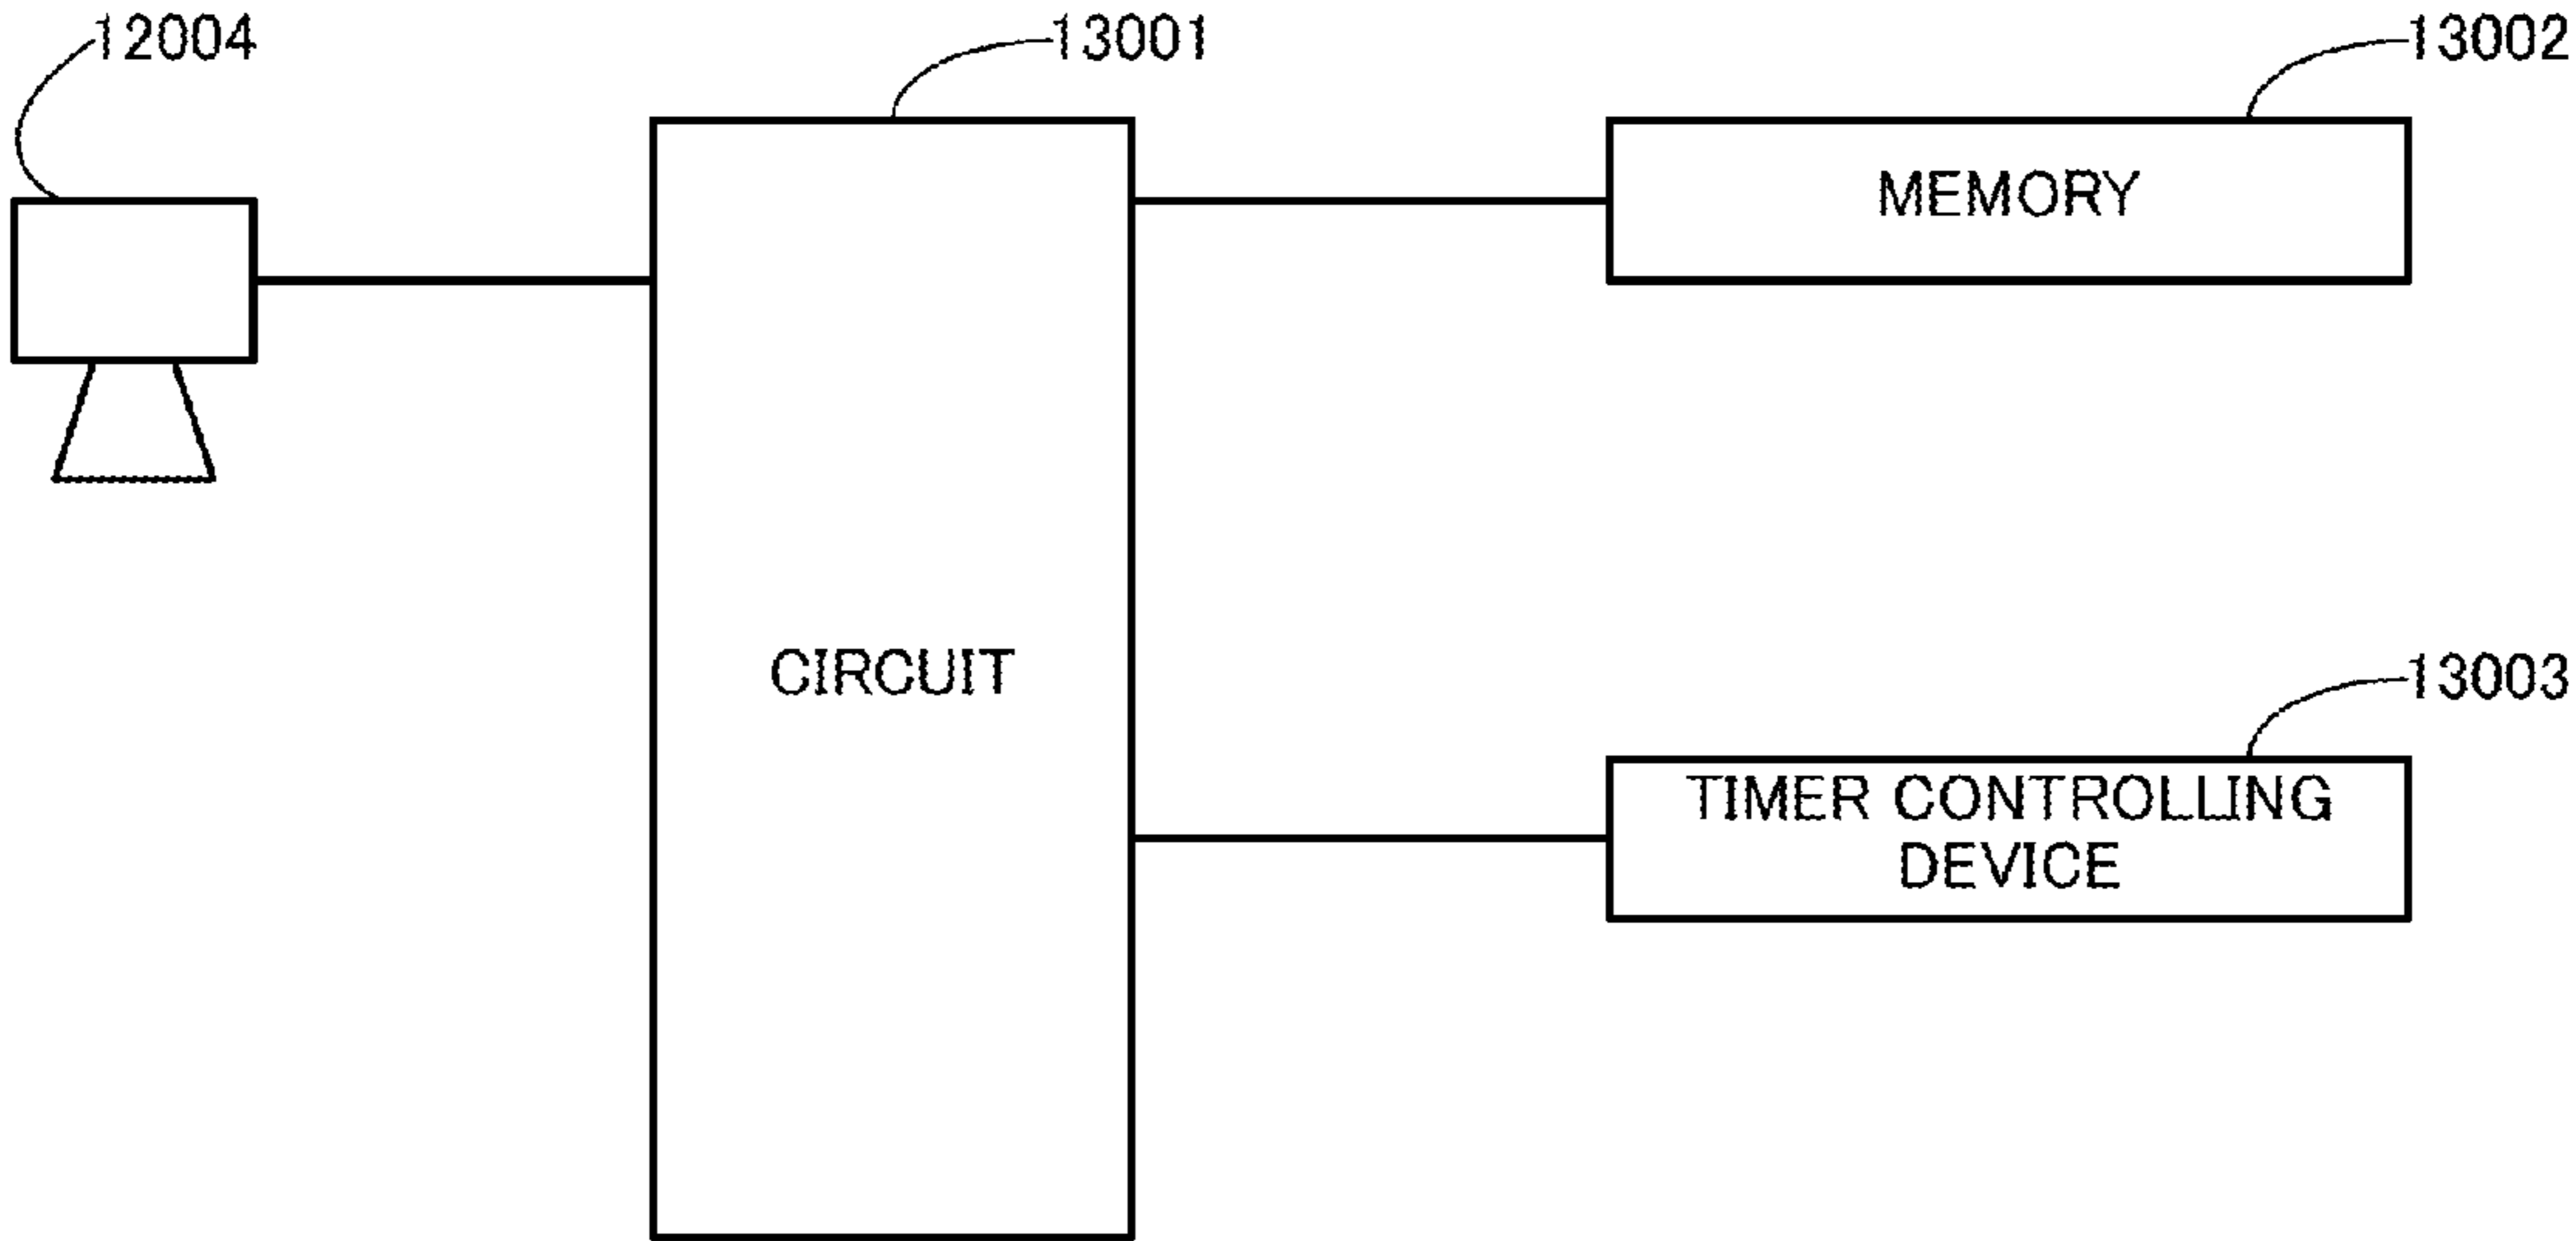 12004
13001
13002
MEMORY
CIRCUIT
13003
TIMER CONTROLLING
DEVICE